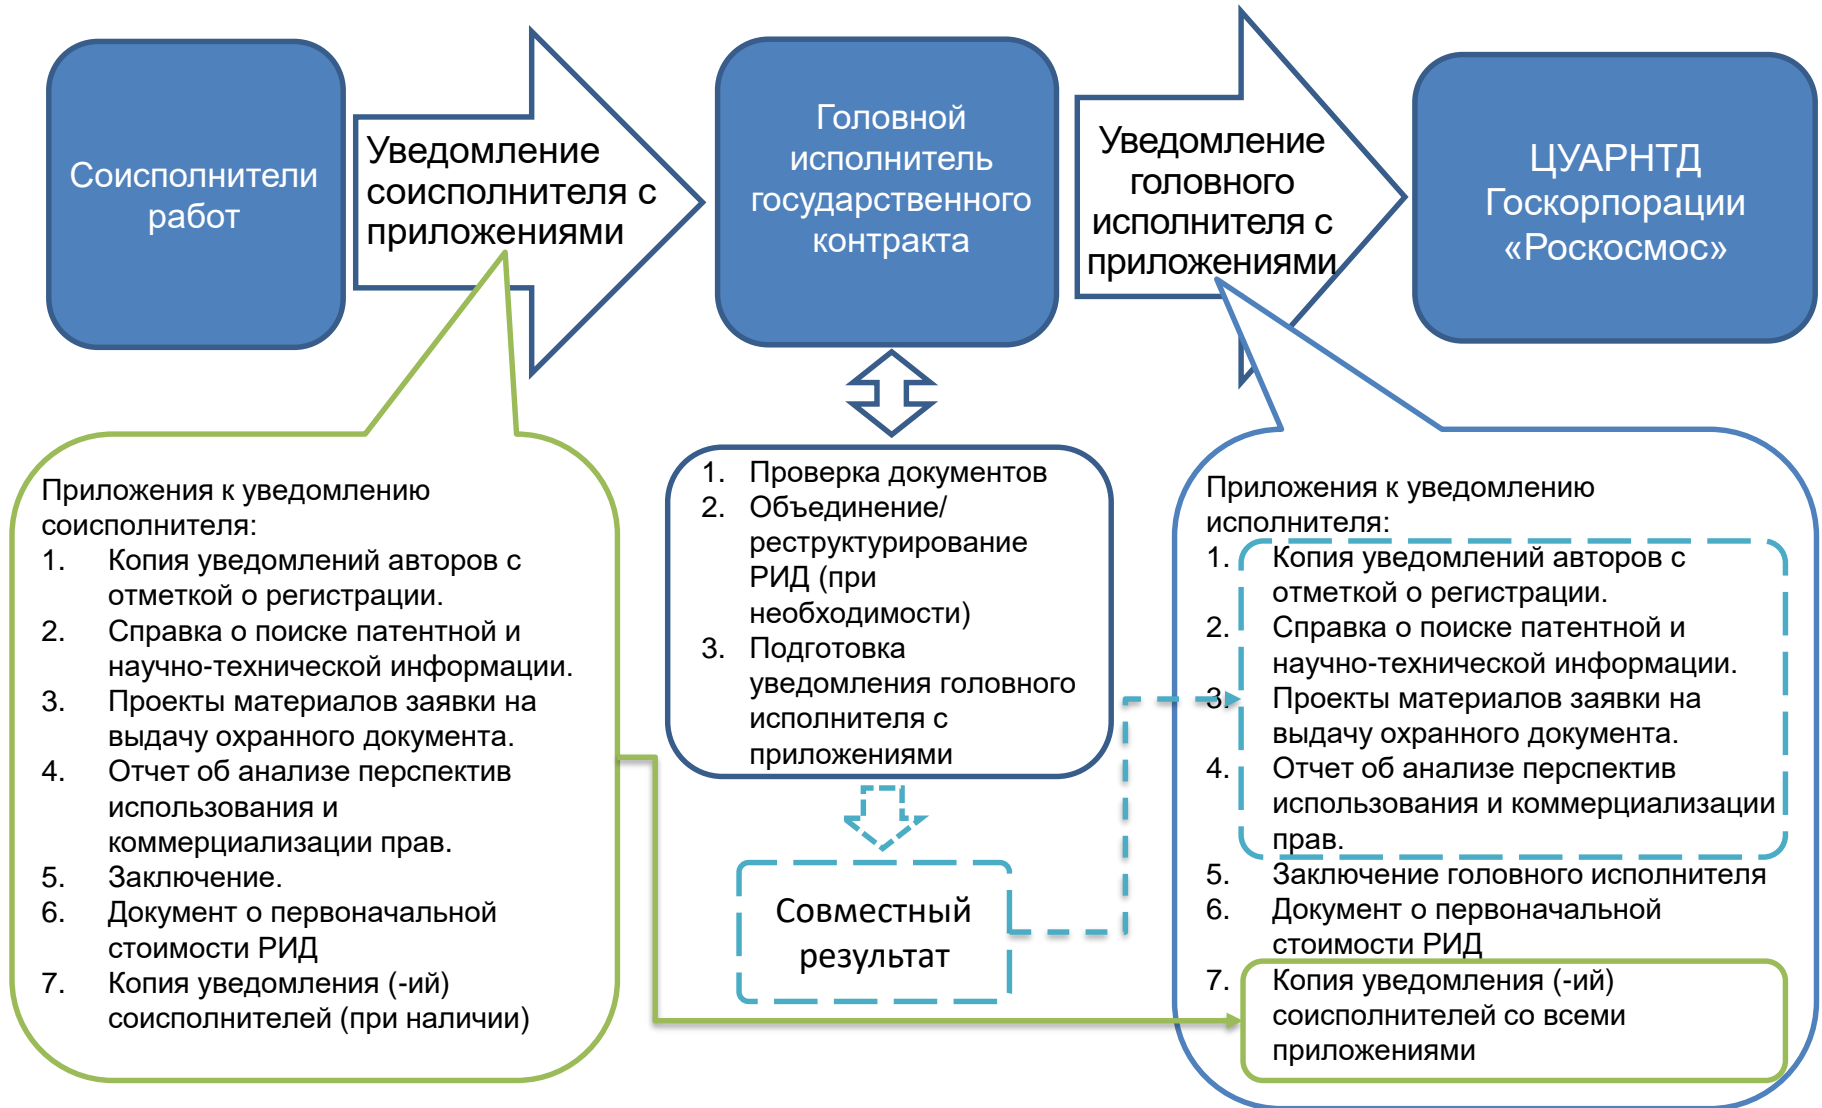 Соисполнители
работ
Уведомление
соисполнителя с
приложениями
Головной
исполнитель
государственного
контракта
Уведомление
головного
исполнителя с
приложениями
ЦУАРНТД
Госкорпорации
«Роскосмос»
Приложения к уведомлению
соисполнителя:
1. Копия уведомлений авторов с
отметкой о регистрации.
2. Справка о поиске патентной и
научно-технической информации.
3. Проекты материалов заявки на
выдачу охранного документа.
4. Отчет об анализе перспектив
использования и
коммерциализации прав.
5. Заключение.
6. Документ о первоначальной
стоимости РИД
7. Копия уведомления (-ий)
соисполнителей (при наличии)
1. Проверка документов
2. Объединение/
реструктурирование
РИД (при
необходимости)
3. Подготовка
уведомления головного
исполнителя с
приложениями
Совместный
результат
Приложения к уведомлению
исполнителя:
1. Копия уведомлений авторов с
отметкой о регистрации.
2. Справка о поиске патентной и
научно-технической информации.
3. Проекты материалов заявки на
выдачу охранного документа.
4. Отчет об анализе перспектив
использования и коммерциализации
прав.
5. Заключение головного исполнителя
6. Документ о первоначальной
стоимости РИД
7. Копия уведомления (-ий)
соисполнителей со всеми
приложениями